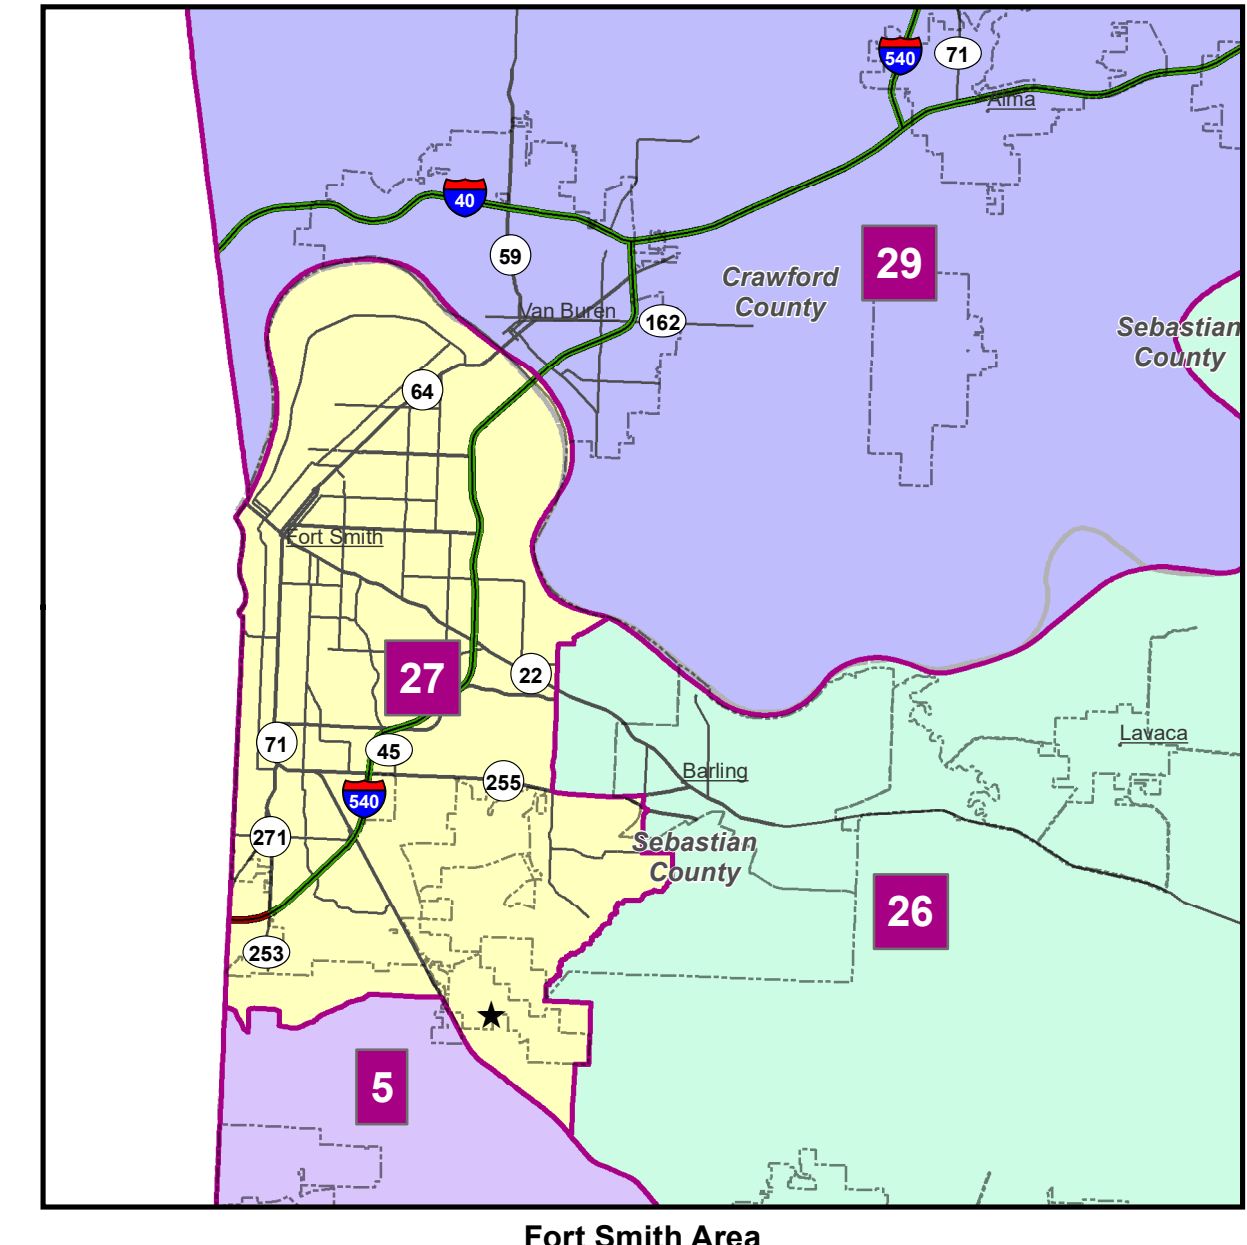 540
71
Alma
40
59
29
Crawford
County
Van Buren
162
Sebastian
County
64
Fort Smith
27
22
71
45
Lavaca
255
Barling
540
271
Sebastian
County
26
253
5
Fort Smith Area